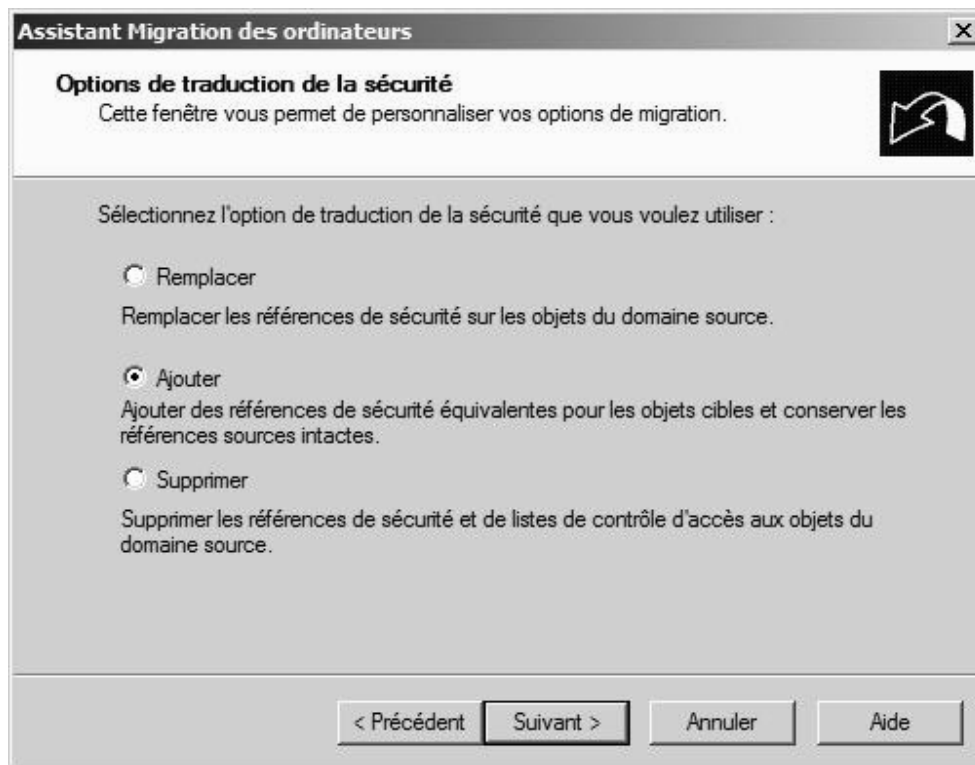 Assistant Migration des ordinateurs
Options de traduction de la sécurité
Cette fenêtre vous permet de personnaliser vos options de migration.
Sélectionnez l'option de traduction de la sécurité que vous voulez utiliser :
Remplacer
Remplacer les références de sécurité sur les objets du domaine source.
Ajouter
Ajouter des références de sécurité équivalentes pour les objets cibles et conserver les
références sources intactes.
Supprimer
Supprimer les références de sécurité et de listes de contrôle d'accès aux objets du
domaine source.
< Précédent Suivant > Annuler Aide